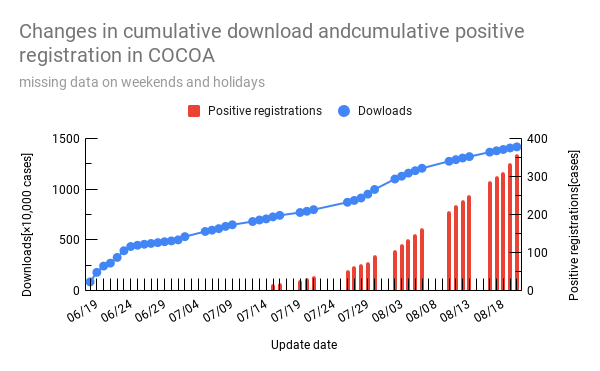 Changes in cumulative download andcumulative positive
registration in COCOA
missing data on weekends and holidays
Positive registrations
Dowloads
Downloads[×10,000 cases]
1500
1000
500
0
Positive registrations[cases]
400
300
200
100
0
06/19
06/24
06/29
07/04
07/09
07/14
07/19
07/24
07/29
08/03
08/08
08/13
08/18
Update date